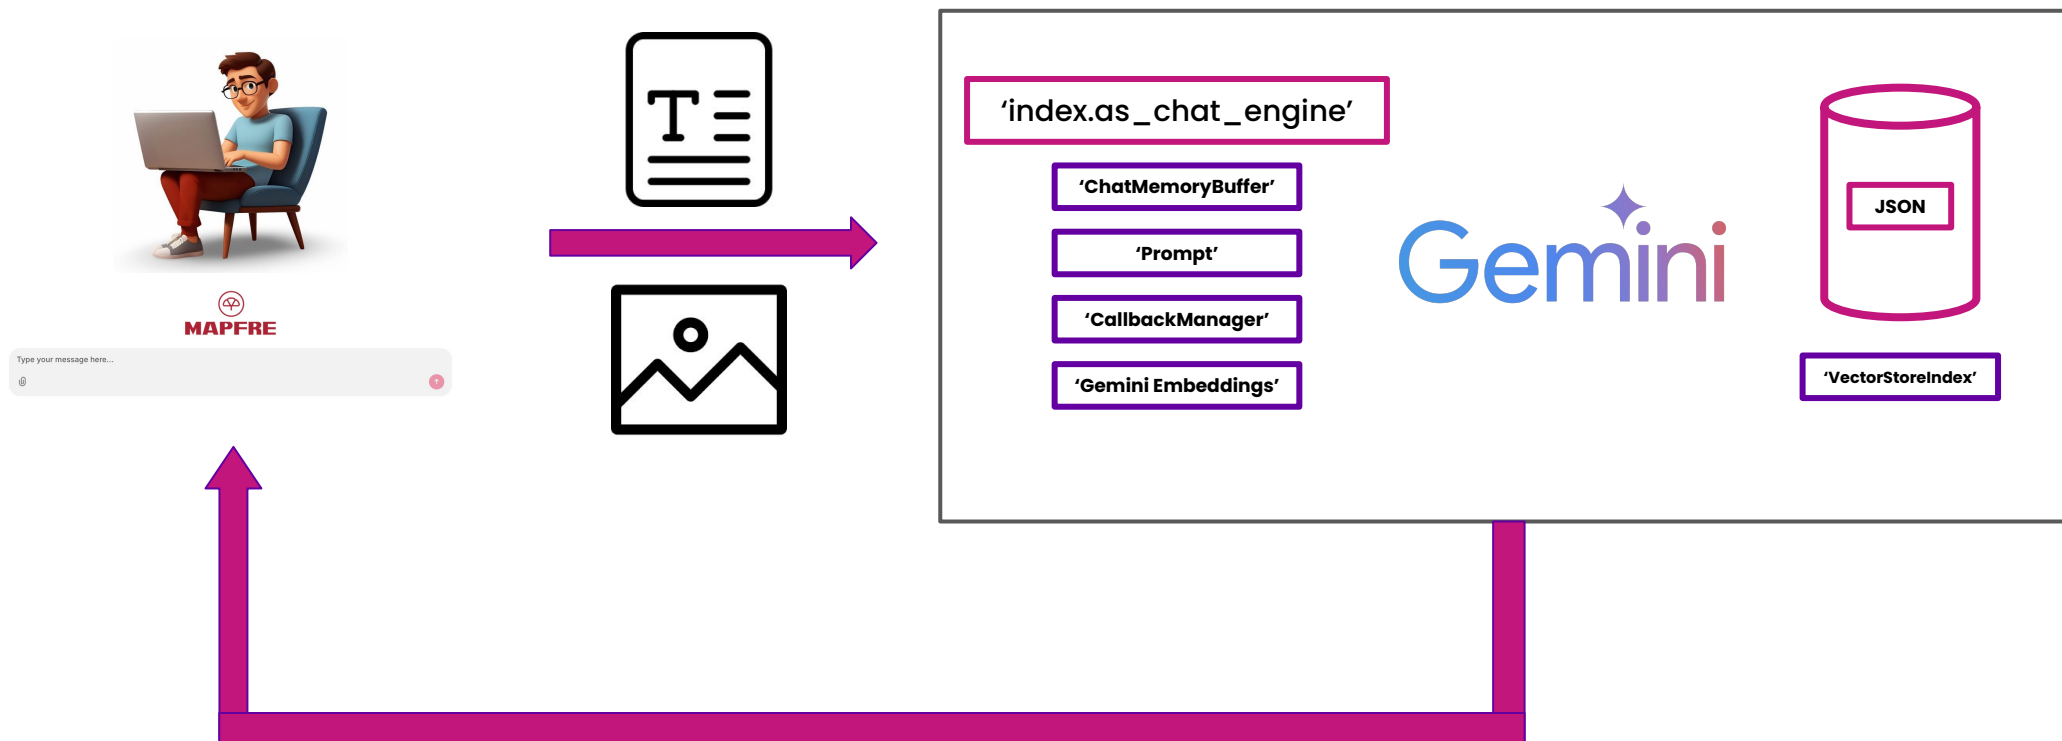 MAPFRE
Type your message here...
T
‘index.as_chat_engine’
‘ChatMemoryBuffer’
‘Prompt’
‘CallbackManager’
‘Gemini Embeddings’
Gemini
JSON
‘VectorStoreIndex’